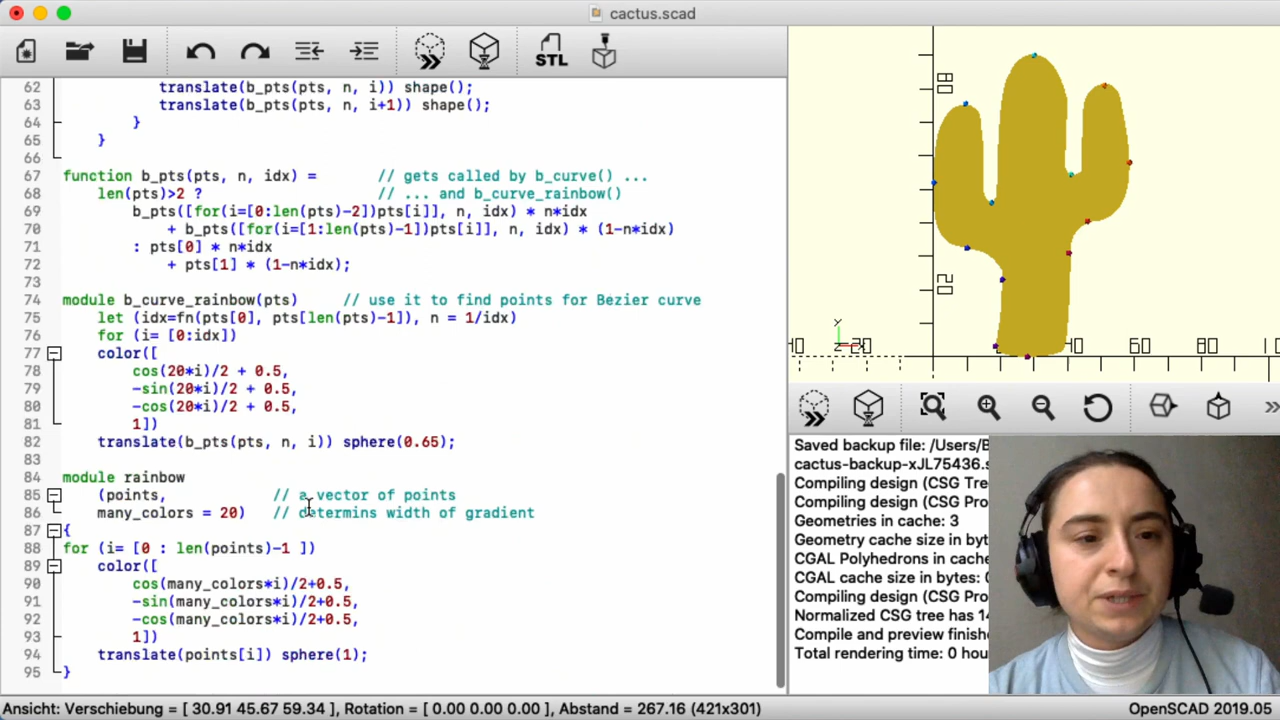 cactus.scad
STL
62 translate(b_pts(pts, n, i)) shape();
63 translate(b_pts(pts, n, i+1)) shape();
64 }
65 }
66
67 function b_pts(pts, n, idx) = // gets called by b_curve() ...
68 len(pts)>2 ? // ... and b_curve_rainbow()
69 b_pts([for(i=[0:len(pts)-2])pts[i]], n, idx) * n*idx
70 + b_pts([for(i=[1:len(pts)-1])pts[i]], n, idx) * (1-n*idx)
71 : pts[0] * n*idx
72 + pts[1] * (1-n*idx);
73
74 module b_curve_rainbow(pts) // use it to find points for Bezier curve
75 let (idx=fn(pts[0], pts[len(pts)-1]), n = 1/idx)
76 for (i= [0:idx])
77 color([
78 cos(20*i)/2 + 0.5,
79 -sin(20*i)/2 + 0.5,
80 -cos(20*i)/2 + 0.5,
81 1])
82 translate(b_pts(pts, n, i)) sphere(0.65);
83
84 module rainbow
85 (points, // a vector of points
86 many_colors = 20) // determins width of gradient
87 {
88 for (i= [0 : len(points)-1 ])
89 color([
90 cos(many_colors*i)/2+0.5,
91 -sin(many_colors*i)/2+0.5,
92 -cos(many_colors*i)/2+0.5,
93 1])
94 translate(points[i]) sphere(1);
95 }
80
20
Y
Z
20 40 60 80
Saved backup file: /Users/B
cactus-backup-xJL75436.s
Compiling design (CSG Tre
Compiling design (CSG Pro
Geometries in cache: 3
Geometry cache size in byt
CGAL Polyhedrons in cache
CGAL cache size in bytes: 0
Compiling design (CSG Pro
Normalized CSG tree has 14
Compile and preview finishe
Total rendering time: 0 hou
Ansicht: Verschiebung = [ 30.91 45.67 59.34 ], Rotation = [ 0.00 0.00 0.00 ], Abstand = 267.16 (421x301)
OpenSCAD 2019.05